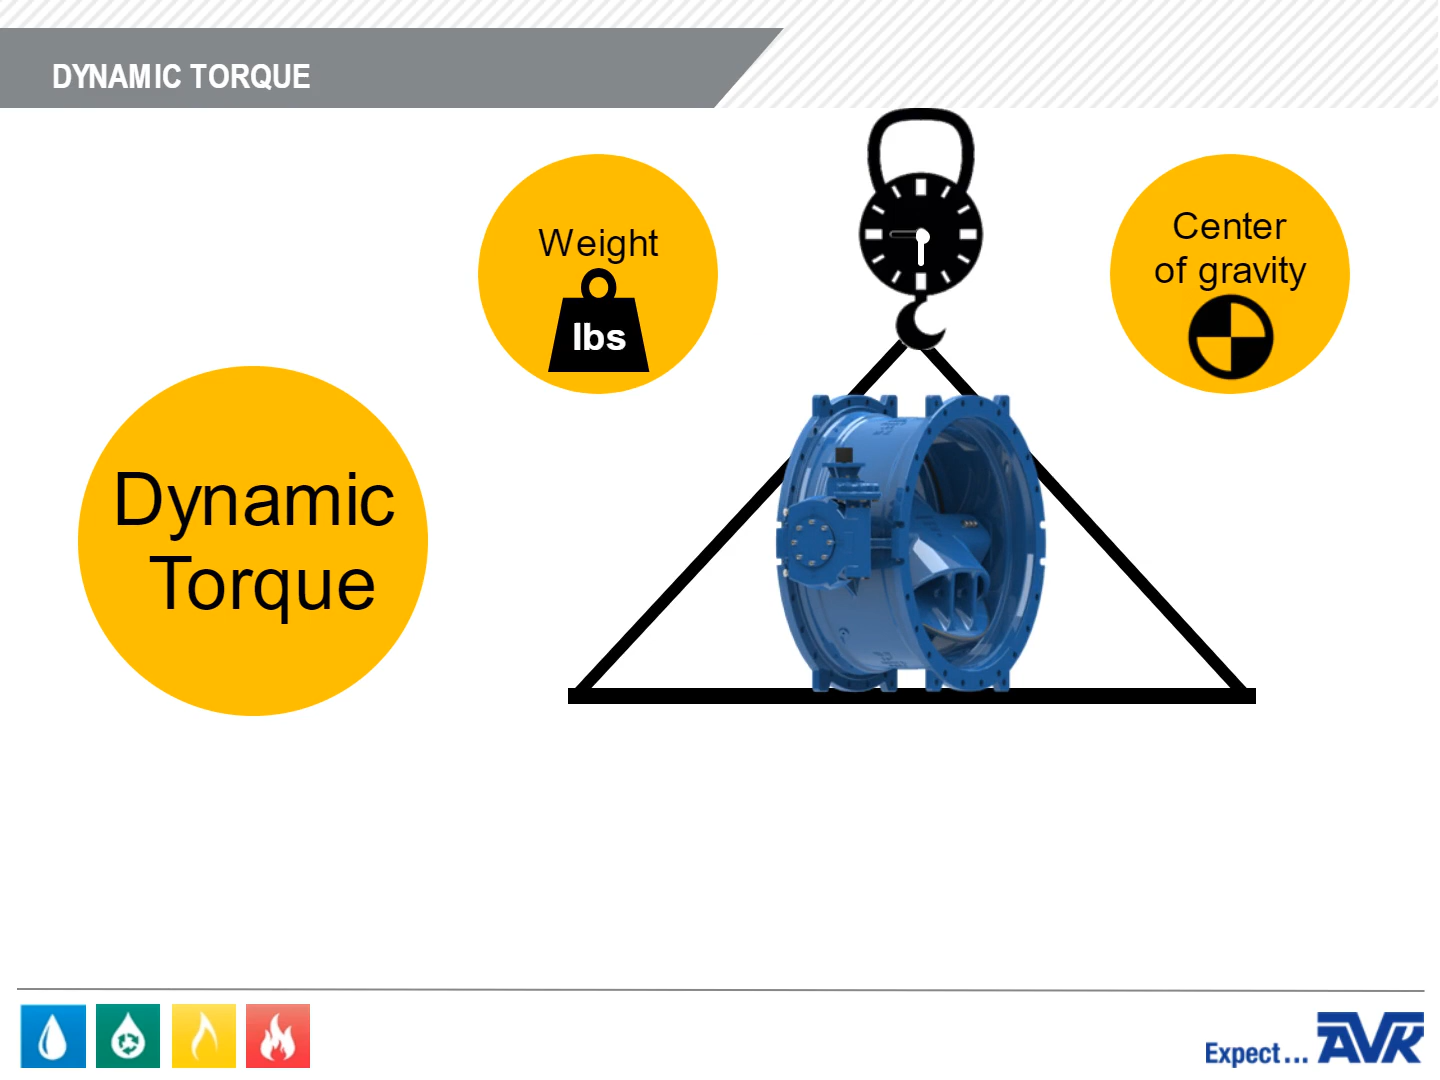 DYNAMIC TORQUE
Weight
lbs
Center
of gravity
Dynamic
Torque
Expect...
AVK